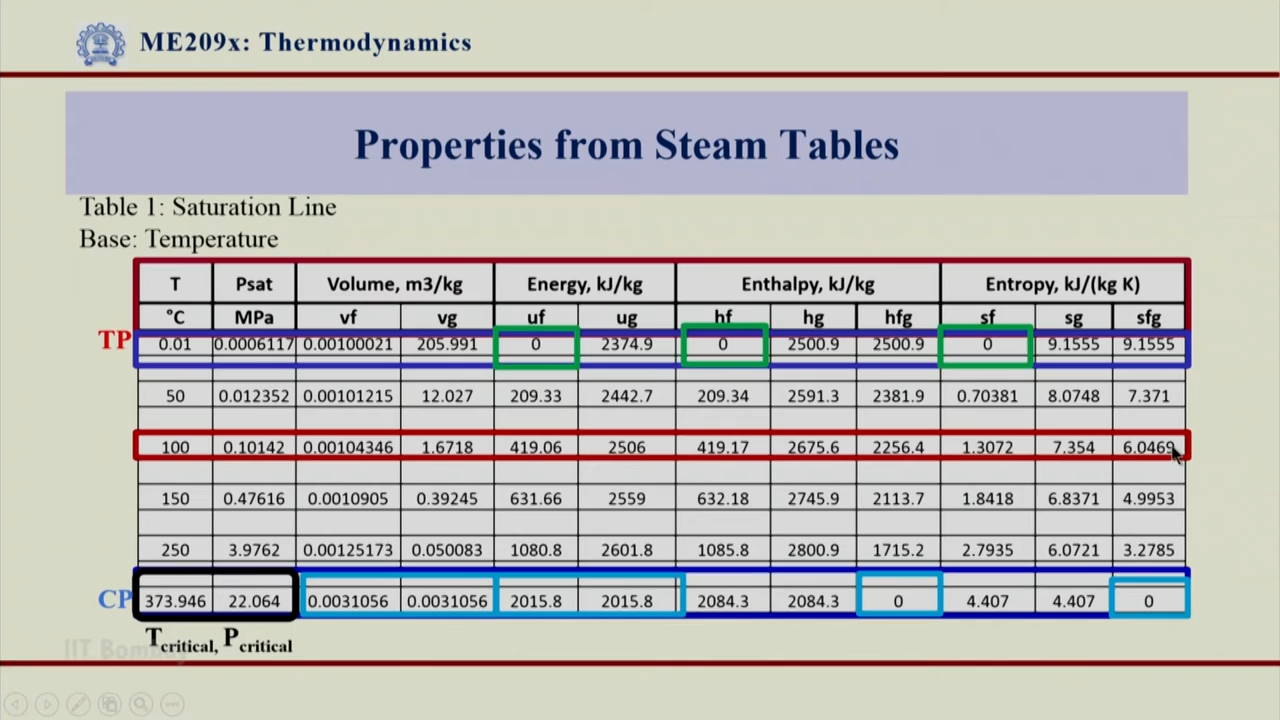 ME209x: Thermodynamics
Properties from Steam Tables
Table 1: Saturation Line
Base: Temperature
T Psat Volume, m3/kg Energy, kJ/kg Enthalpy, kJ/kg Entropy, kJ/(kg K)
°C MPa vf vg uf ug hf hg hfg sf sg sfg
TP 0.01 0.0006117 0.00100021 205.991 0 2374.9 0 2500.9 2500.9 0 9.1555 9.1555
50 0.012352 0.00101215 12.027 209.33 2442.7 209.34 2591.3 2381.9 0.70381 8.0748 7.371
100 0.10142 0.00104346 1.6718 419.06 2506 419.17 2675.6 2256.4 1.3072 7.354 6.0469
150 0.47616 0.0010905 0.39245 631.66 2559 632.18 2745.9 2113.7 1.8418 6.8371 4.9953
250 3.9762 0.00125173 0.050083 1080.8 2601.8 1085.8 2800.9 1715.2 2.7935 6.0721 3.2785
CP 373.946 22.064 0.0031056 0.0031056 2015.8 2015.8 2084.3 2084.3 0 4.407 4.407 0
Tcritical, Pcritical
IIT Bombay